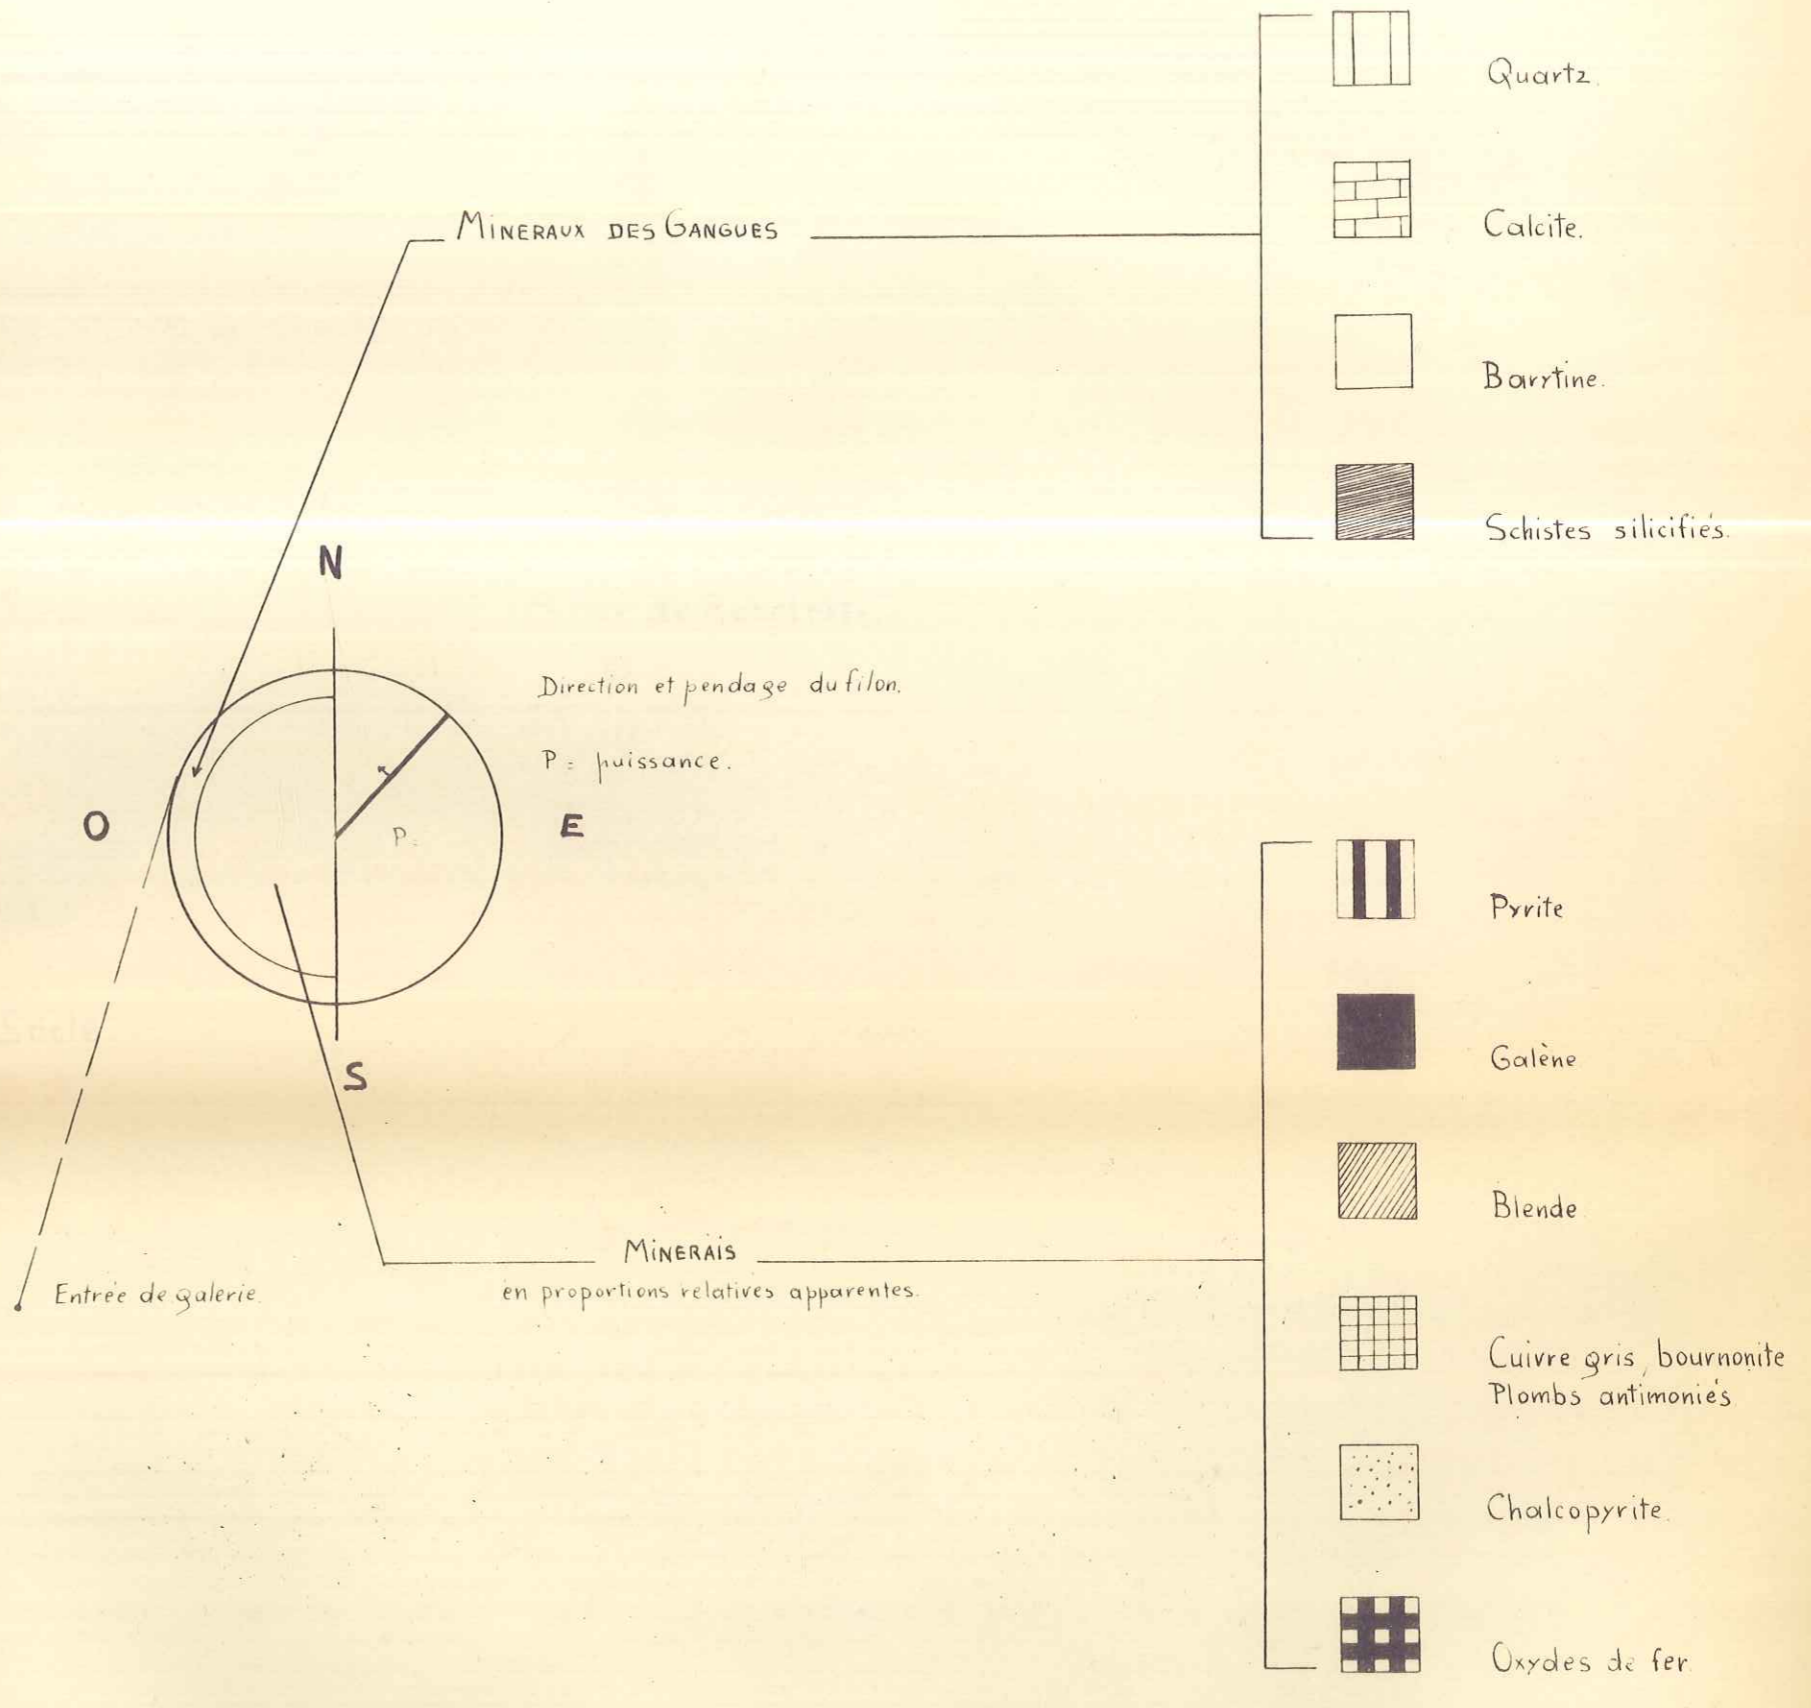 Quartz.
Calcite.
MINERAUX DES GANGUES
Barytine.
Schistes silicifiés.
N
Direction et pendage du filon.
P = puissance.
O
P =
E
Pyrite
S
Galène
Blende
MINERAIS
en proportions relatives apparentes.
Entrée de galerie.
Cuivre gris, bournonite
Plombs antimoniés
Chalcopyrite.
Oxydes de fer